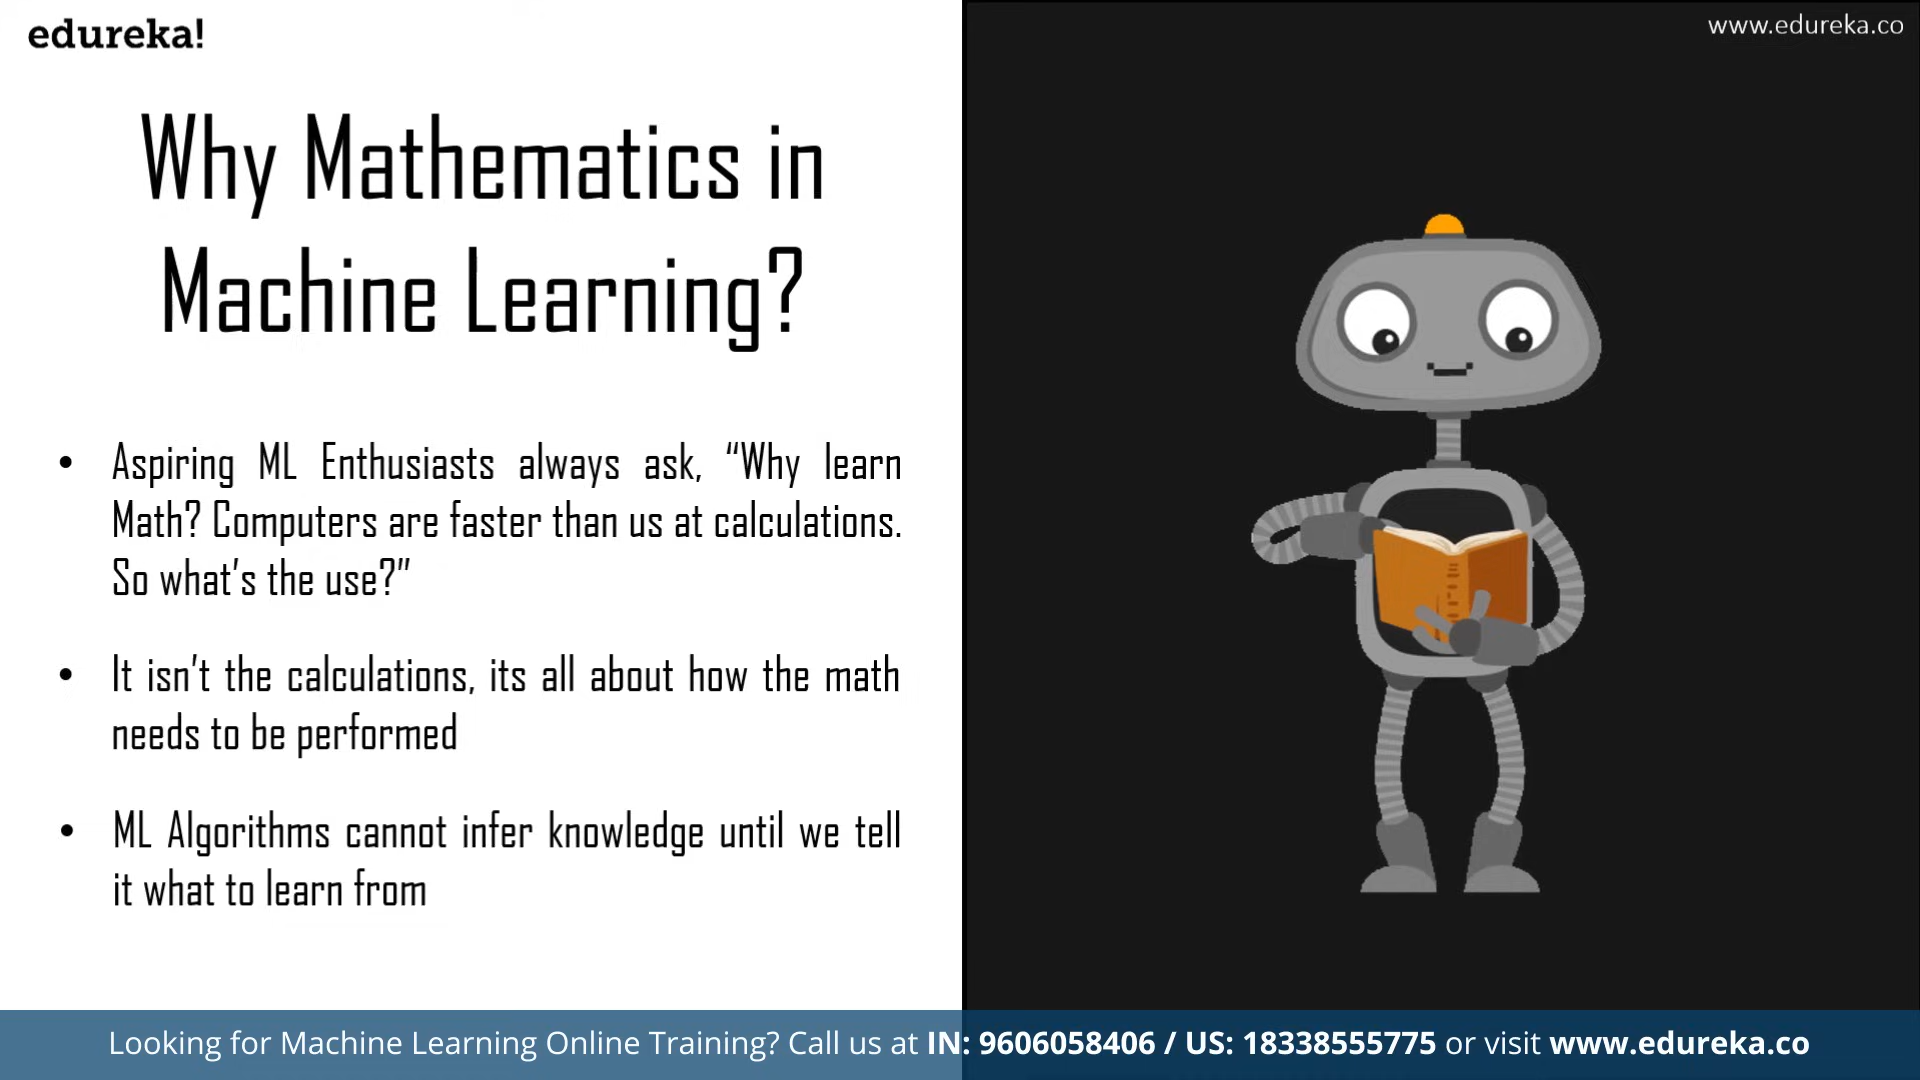 edureka!
www.edureka.co
Why Mathematics in
Machine Learning?
• Aspiring ML Enthusiasts always ask, “Why learn
Math? Computers are faster than us at calculations.
So what’s the use?”
• It isn’t the calculations, its all about how the math
needs to be performed
• ML Algorithms cannot infer knowledge until we tell
it what to learn from
Looking for Machine Learning Online Training? Call us at IN: 9606058406 / US: 18338555775 or visit www.edureka.co